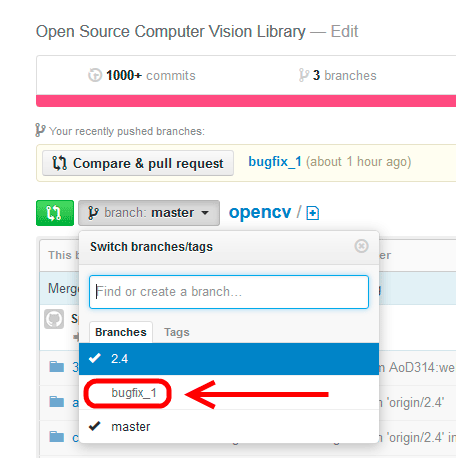 Open Source Computer Vision Library — Edit
1000+ commits
3 branches
Your recently pushed branches:
Compare & pull request
bugfix_1 (about 1 hour ago)
branch: master
opencv /
Switch branches/tags
This b
er
Merge
Find or create a branch...
Branches Tags
2.4
3
m AoD314:we
bugfix_1
a
n 'origin/2.4'
master
c
n 'origin/2.4'